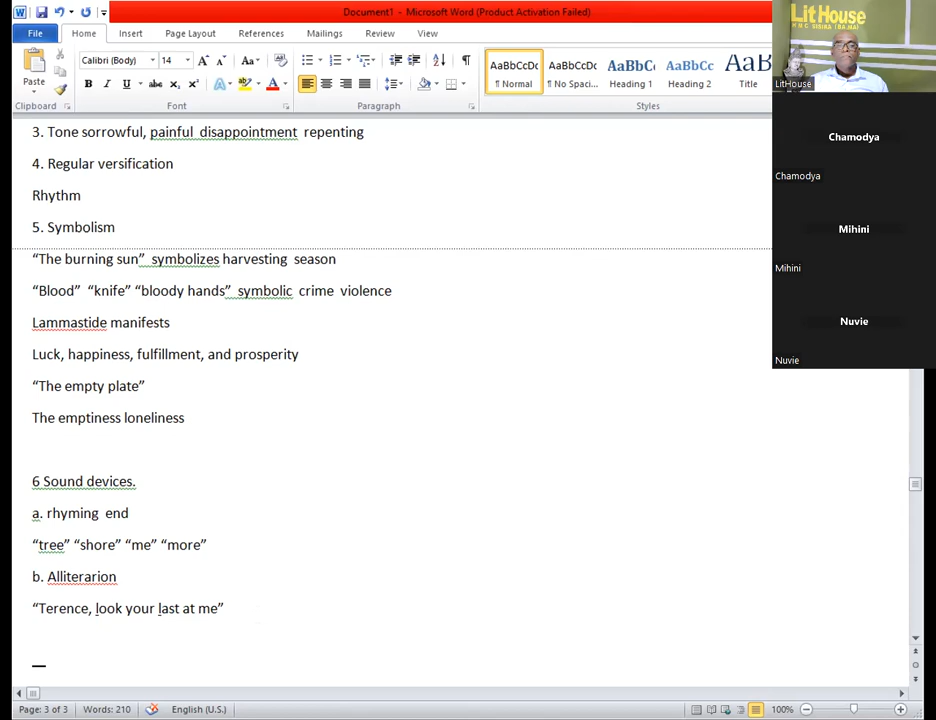 Document1 - Microsoft Word (Product Activation Failed)
File Home Insert Page Layout References Mailings Review View
Paste
Calibri (Body) 14
AaBbCcDc AaBbCcDc AaBbC AaBbCc AaB
¶ Normal ¶ No Spaci... Heading 1 Heading 2 Title
Clipboard Font Paragraph Styles
3. Tone sorrowful, painful disappointment repenting
4. Regular versification
Rhythm
5. Symbolism
“The burning sun” symbolizes harvesting season
“Blood” “knife” “bloody hands” symbolic crime violence
Lammastide manifests
Luck, happiness, fulfillment, and prosperity
“The empty plate”
The emptiness loneliness
6 Sound devices.
a. rhyming end
“tree” “shore” “me” “more”
b. Alliterarion
“Terence, look your last at me”
Page: 3 of 3 Words: 210 English (U.S.) 100%
Lit House
LitHouse
Chamodya
Chamodya
Mihini
Mihini
Nuvie
Nuvie